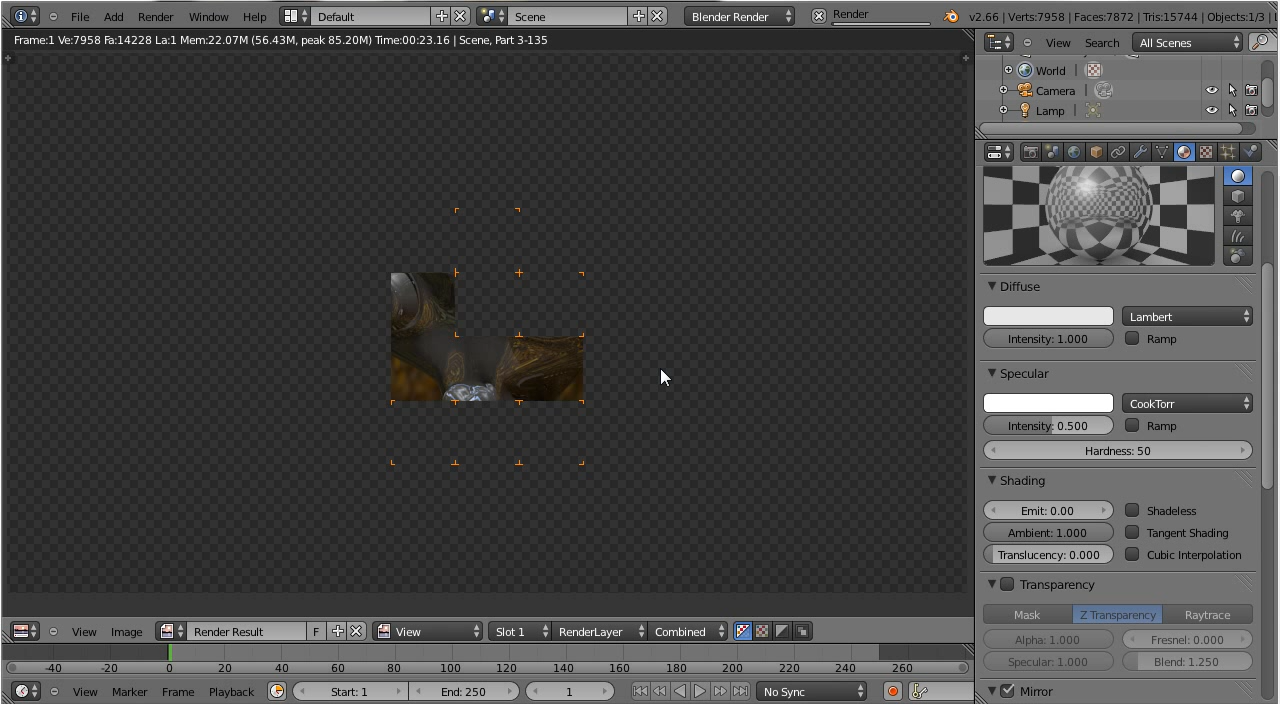 File Add Render Window Help Default Scene Blender Render Render v2.66 | Verts:7958 | Faces:7872 | Tris:15744 | Objects:1/3 |
Frame:1 Ve:7958 Fa:14228 La:1 Mem:22.07M (56.43M, peak 85.20M) Time:00:23.16 | Scene, Part 3-135
View Search All Scenes
World
Camera
Lamp
Diffuse
Lambert
Intensity: 1.000 Ramp
Specular
CookTorr
Intensity: 0.500 Ramp
Hardness: 50
Shading
Emit: 0.00 Shadeless
Ambient: 1.000 Tangent Shading
Translucency: 0.000 Cubic Interpolation
Transparency
Mask Z Transparency Raytrace
Alpha: 1.000 Fresnel: 0.000
Specular: 1.000 Blend: 1.250
Mirror
View Image Render Result F View Slot 1 RenderLayer Combined
-40 -20 0 20 40 60 80 100 120 140 160 180 200 220 240 260
View Marker Frame Playback Start: 1 End: 250 1 No Sync